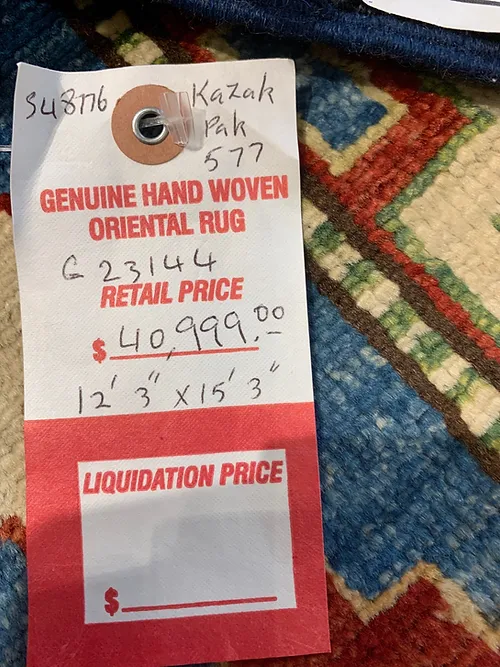 S48776 Kazak
Pak
577
GENUINE HAND WOVEN
ORIENTAL RUG
G 23144
RETAIL PRICE
$ 40,999.00
12' 3" x 15' 3"
LIQUIDATION PRICE
$